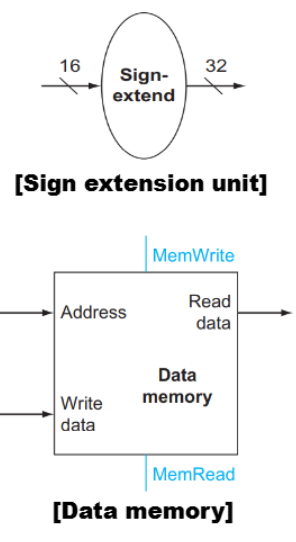 16
32
Sign-
extend
[Sign extension unit]
MemWrite
Address
Read
data
Data
memory
Write
data
MemRead
[Data memory]